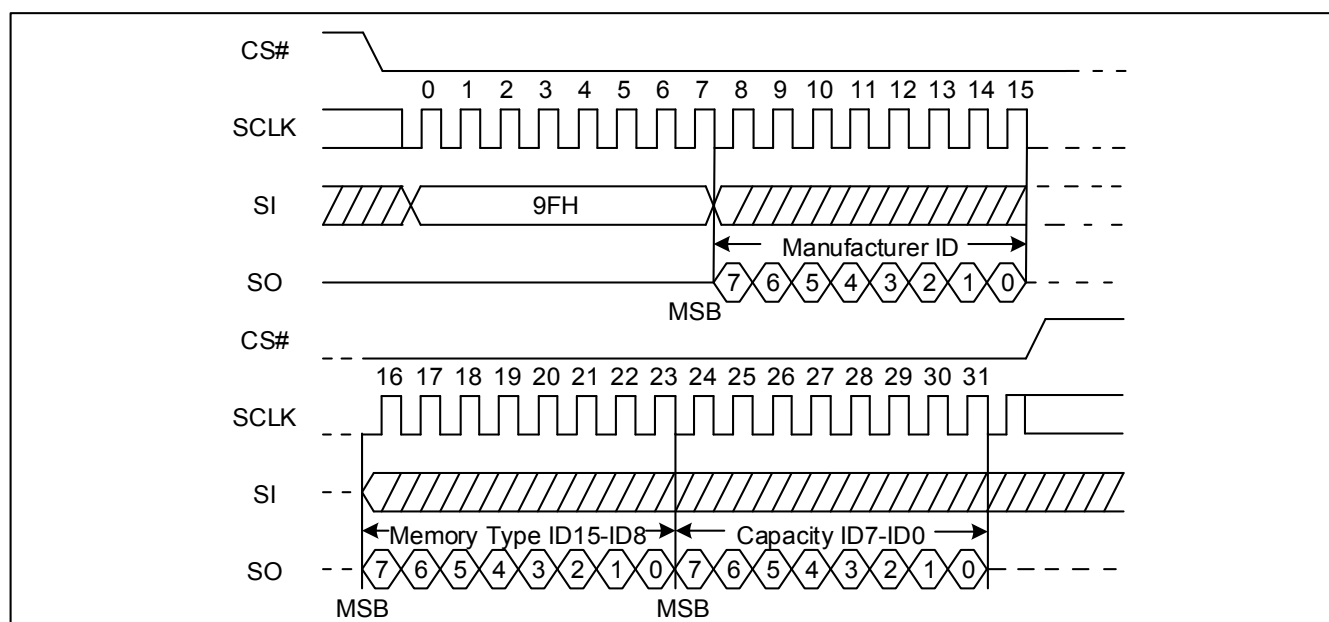 CS#
0 1 2 3 4 5 6 7 8 9 10 11 12 13 14 15
SCLK
SI 9FH
Manufacturer ID
SO 7 6 5 4 3 2 1 0
MSB
CS#
16 17 18 19 20 21 22 23 24 25 26 27 28 29 30 31
SCLK
SI
Memory Type ID15-ID8 Capacity ID7-ID0
SO 7 6 5 4 3 2 1 0 7 6 5 4 3 2 1 0
MSB MSB